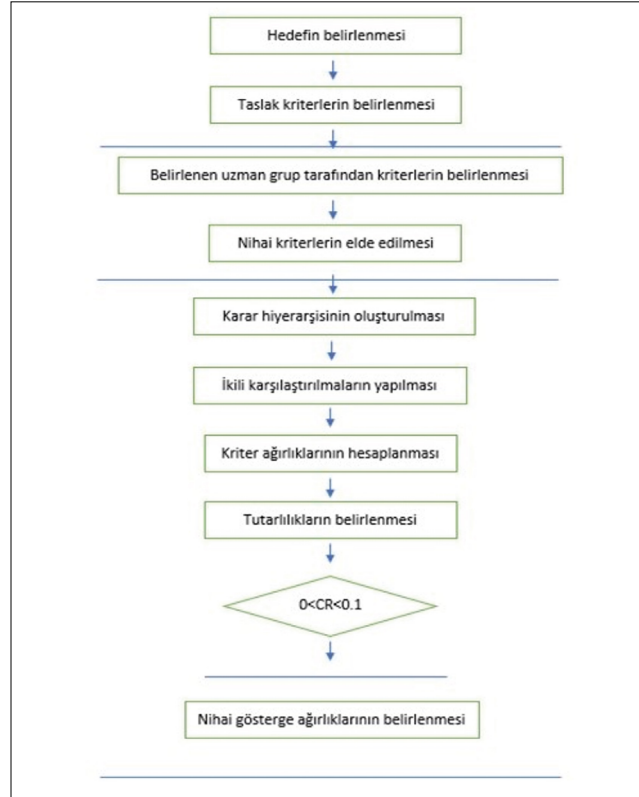 Hedefin belirlenmesi
Taslak kriterlerin belirlenmesi
Belirlenen uzman grup tarafından kriterlerin belirlenmesi
Nihai kriterlerin elde edilmesi
Karar hiyerarşisinin oluşturulması
İkili karşılaştırılmaların yapılması
Kriter ağırlıklarının hesaplanması
Tutarlılıkların belirlenmesi
0<CR<0.1
Nihai gösterge ağırlıklarının belirlenmesi